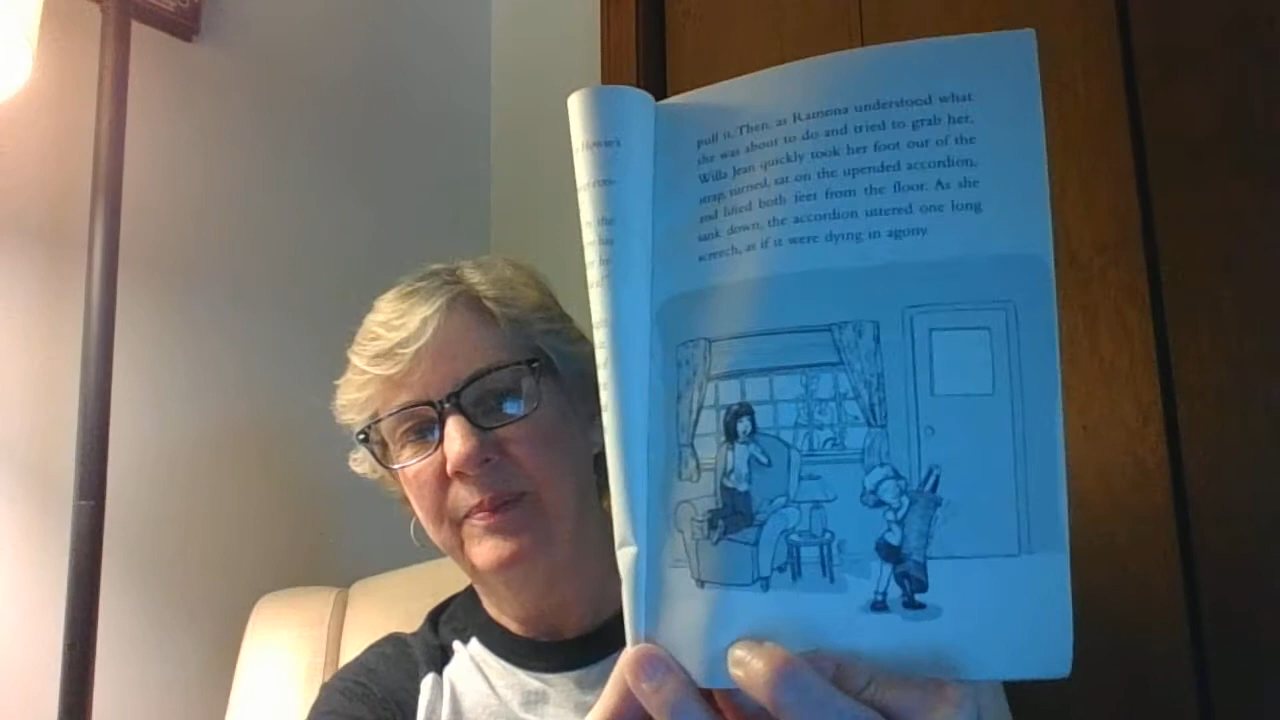 Howie's
the
pull it. Then, as Ramona understood what
she was about to do and tried to grab her,
Willa Jean quickly took her foot out of the
strap, turned, sat on the upended accordion,
and lifted both feet from the floor. As she
sank down, the accordion uttered one long
screech, as if it were dying in agony.